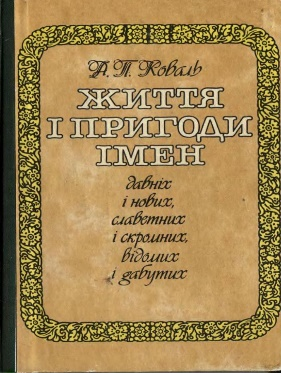 А. П. Коваль
ЖИТТЯ
І ПРИГОДИ
ІМЕН
давніх
і нових,
славетних
і скромних,
відомих
і забутих